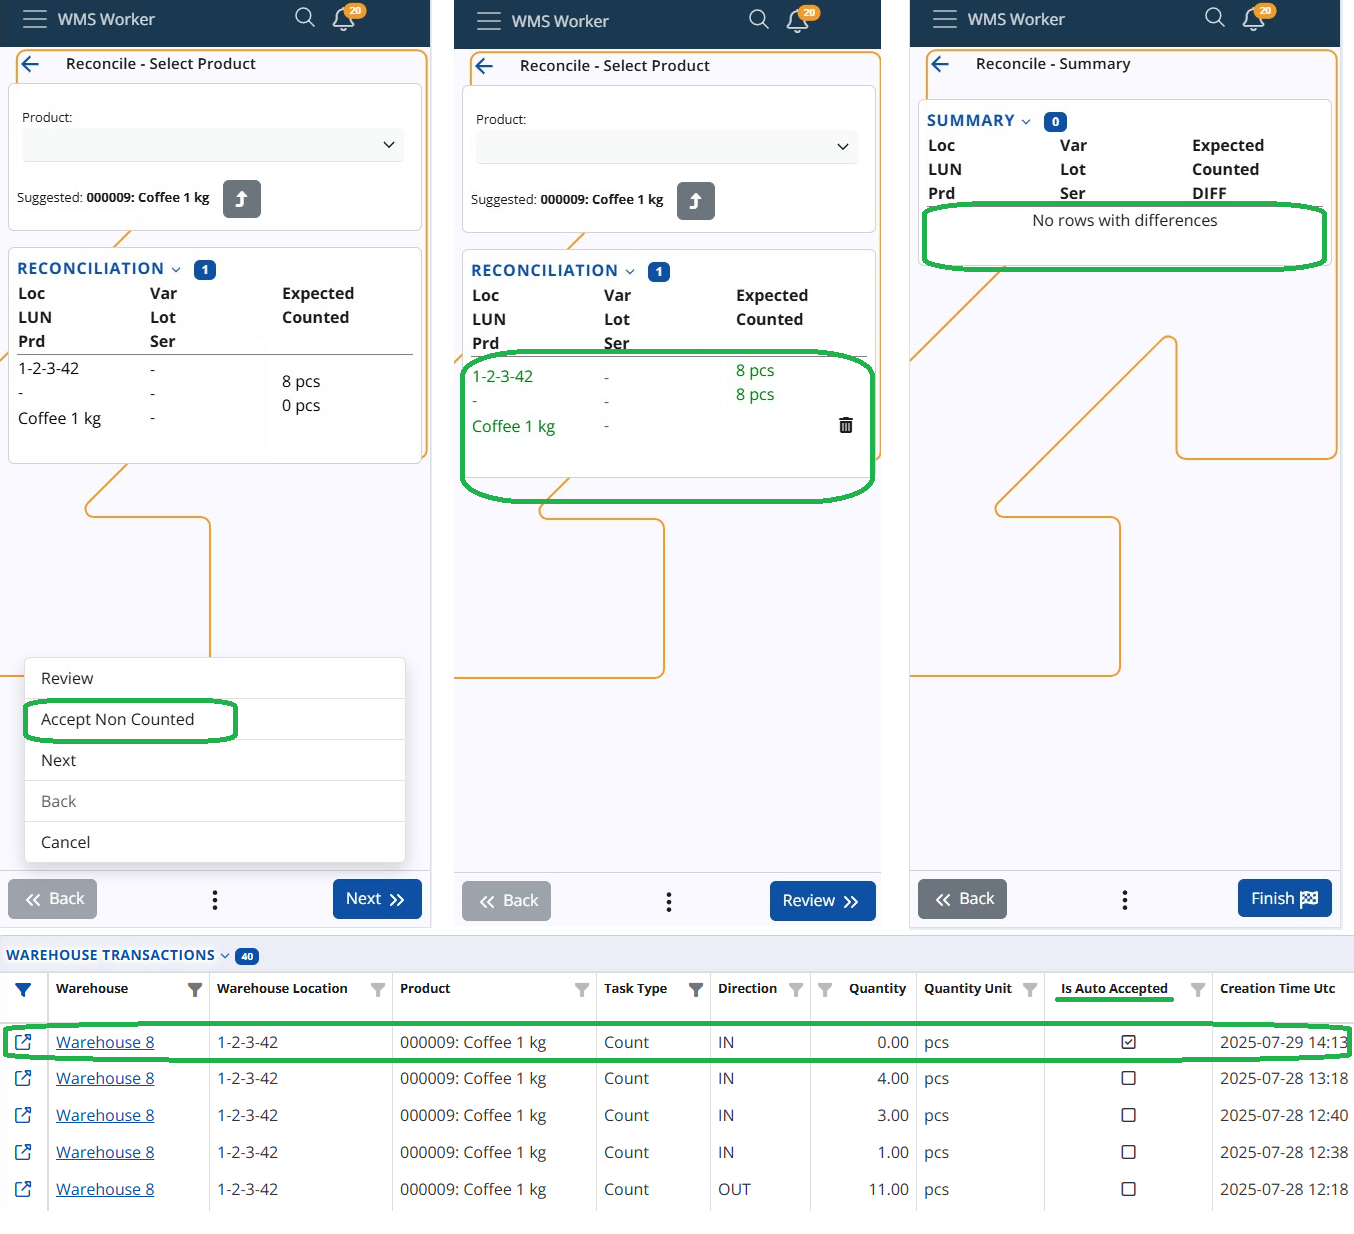 WMS Worker
20
Reconcile - Select Product
Product:
Suggested: 000009: Coffee 1 kg
RECONCILIATION 1
Loc Var Expected
LUN Lot Counted
Prd Ser
1-2-3-42 - 8 pcs
- - 0 pcs
Coffee 1 kg -
Review
Accept Non Counted
Next
Back
Cancel
Back Next
WMS Worker
20
Reconcile - Select Product
Product:
Suggested: 000009: Coffee 1 kg
RECONCILIATION 1
Loc Var Expected
LUN Lot Counted
Prd Ser
1-2-3-42 - 8 pcs
- - 8 pcs
Coffee 1 kg -
Back Review
WMS Worker
20
Reconcile - Summary
SUMMARY 0
Loc Var Expected
LUN Lot Counted
Prd Ser DIFF
No rows with differences
Back Finish
WAREHOUSE TRANSACTIONS 40
Warehouse Warehouse Location Product Task Type Direction Quantity Quantity Unit Is Auto Accepted Creation Time Utc
Warehouse 8 1-2-3-42 000009: Coffee 1 kg Count IN 0.00 pcs 2025-07-29 14:13
Warehouse 8 1-2-3-42 000009: Coffee 1 kg Count IN 4.00 pcs 2025-07-28 13:18
Warehouse 8 1-2-3-42 000009: Coffee 1 kg Count IN 3.00 pcs 2025-07-28 12:40
Warehouse 8 1-2-3-42 000009: Coffee 1 kg Count IN 1.00 pcs 2025-07-28 12:38
Warehouse 8 1-2-3-42 000009: Coffee 1 kg Count OUT 11.00 pcs 2025-07-28 12:18